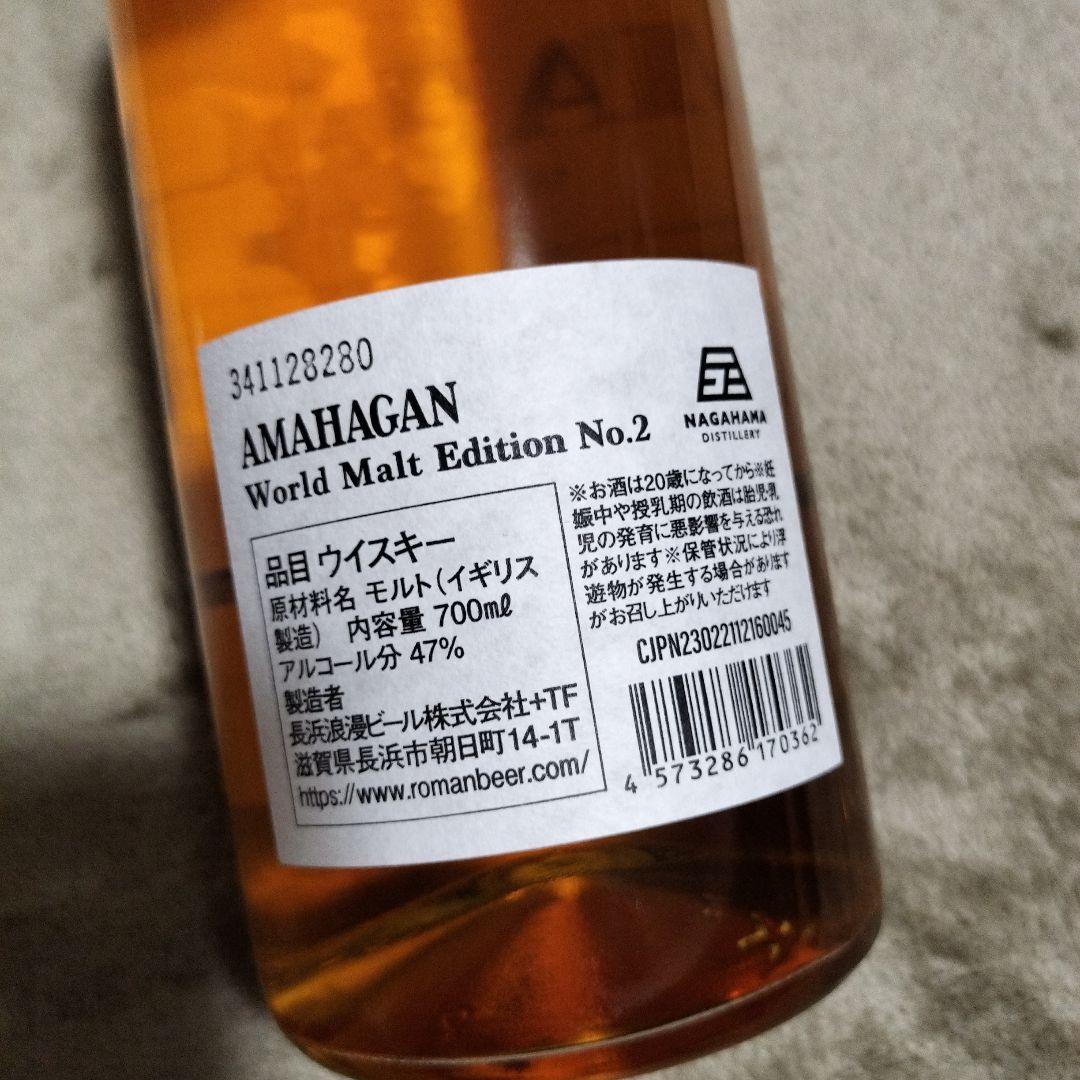 341128280
AMAHAGAN
World Malt Edition No.2
NAGAHAMA
DISTILLERY
品目 ウイスキー
原材料名 モルト(イギリス
製造) 内容量 700㎖
アルコール分 47%
製造者
長浜浪漫ビール株式会社+TF
滋賀県長浜市朝日町14-1T
https://www.romanbeer.com/
※お酒は20歳になってから※妊
娠中や授乳期の飲酒は胎児・乳
児の発育に悪影響を与える恐れ
があります※保管状況により浮
遊物が発生する場合があります
がお召し上がりいただけます
CJPN23022112160045
4 573286 170362